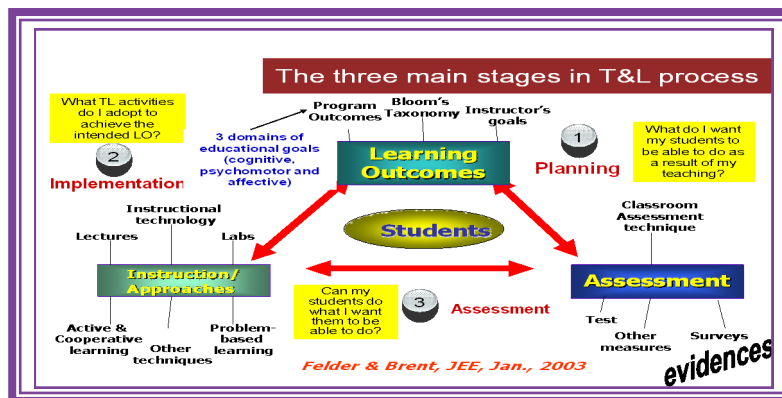 The three main stages in T&L process
What TL activities
do I adopt to
achieve the
intended LO?
2
Implementation
3 domains of
educational goals
(cognitive,
psychomotor and
affective)
Program
Outcomes
Bloom's
Taxonomy
Instructor's
goals
Learning
Outcomes
1
Planning
What do I want
my students to
be able to do as
a result of my
teaching?
Students
Instructional
technology
Lectures
Labs
Instruction/
Approaches
Active &
Cooperative
learning
Other
techniques
Problem-
based
learning
Can my
students do
what I want
them to be
able to do?
3
Assessment
Classroom
Assessment
technique
Assessment
Test
Other
measures
Surveys
evidences
Felder & Brent, JEE, Jan., 2003